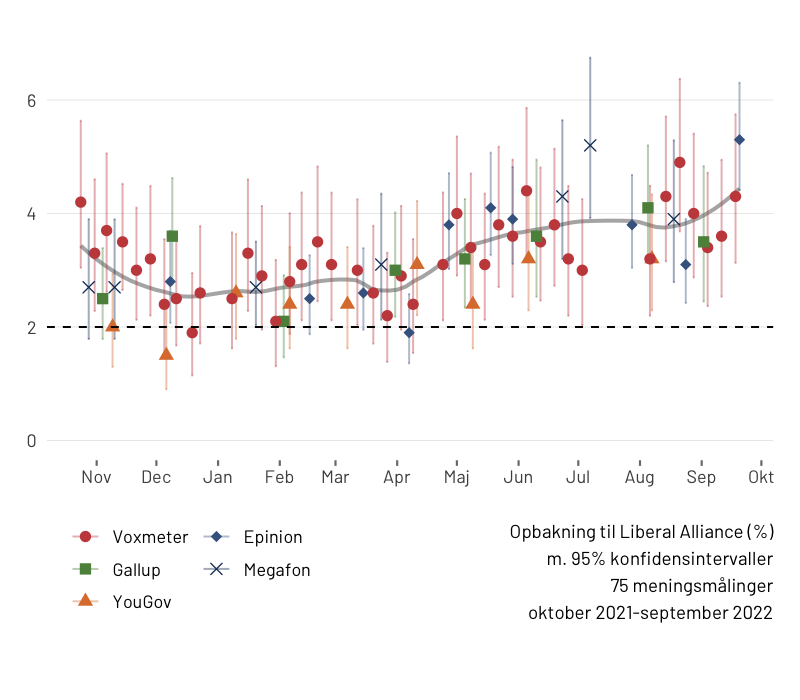 6
4
2
0
Nov Dec Jan Feb Mar Apr Maj Jun Jul Aug Sep Okt
Voxmeter Epinion
Gallup Megafon
YouGov
Opbakning til Liberal Alliance (%)
m. 95% konfidensintervaller
75 meningsmålinger
oktober 2021-september 2022